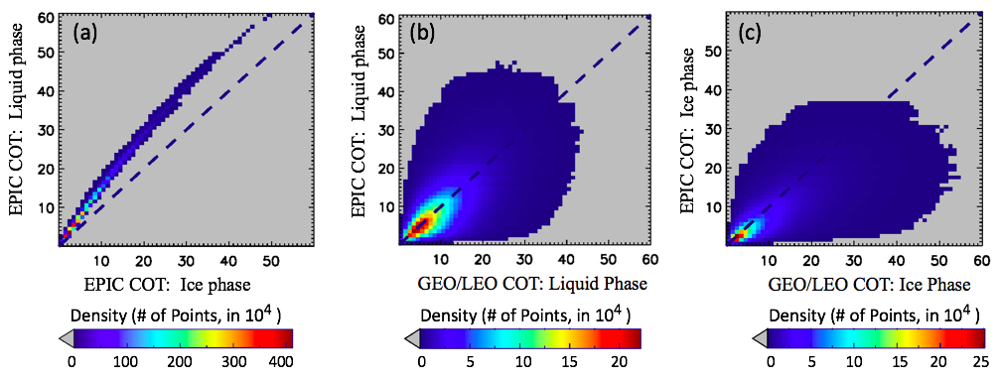 (a)
EPIC COT: Liquid phase
60
50
40
30
20
10
10 20 30 40 50
EPIC COT: Ice phase
Density (# of Points, in 10⁴ )
0 100 200 300 400
(b)
EPIC COT: Liquid phase
60
50
40
30
20
10
10 20 30 40 50 60
GEO/LEO COT: Liquid Phase
Density (# of Points, in 10⁴ )
0 5 10 15 20
(c)
EPIC COT: Ice phase
60
50
40
30
20
10
10 20 30 40 50 60
GEO/LEO COT: Ice Phase
Density (# of Points, in 10⁴ )
0 5 10 15 20 25